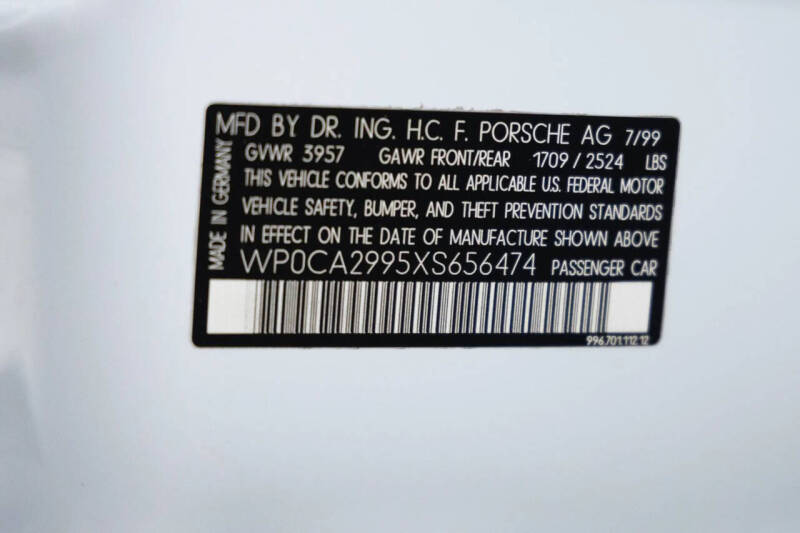 MFD BY DR. ING. H.C. F. PORSCHE AG 7/99
GVWR 3957 GAWR FRONT/REAR 1709 / 2524 LBS
THIS VEHICLE CONFORMS TO ALL APPLICABLE U.S. FEDERAL MOTOR
VEHICLE SAFETY, BUMPER, AND THEFT PREVENTION STANDARDS
IN EFFECT ON THE DATE OF MANUFACTURE SHOWN ABOVE
WP0CA2995XS656474 PASSENGER CAR
MADE IN GERMANY
996.701.112.12